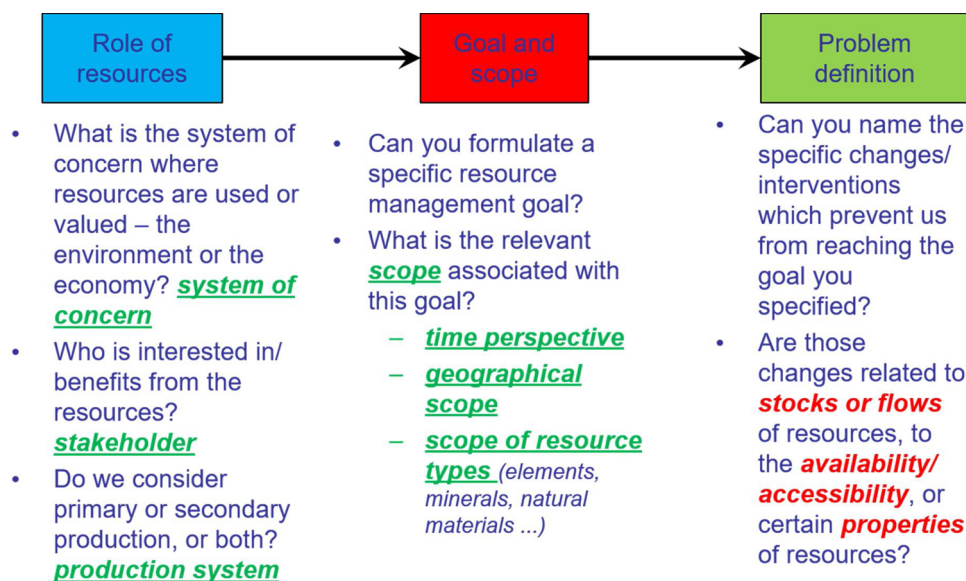 Role of
resources
Goal and
scope
Problem
definition
• What is the system of
concern where
resources are used or
valued – the
environment or the
economy? system of
concern
• Who is interested in/
benefits from the
resources?
stakeholder
• Do we consider
primary or secondary
production, or both?
production system
• Can you formulate a
specific resource
management goal?
• What is the relevant
scope associated with
this goal?
– time perspective
– geographical
scope
– scope of resource
types (elements,
minerals, natural
materials ...)
• Can you name the
specific changes/
interventions
which prevent us
from reaching the
goal you
specified?
• Are those
changes related to
stocks or flows
of resources, to
the availability/
accessibility, or
certain properties
of resources?